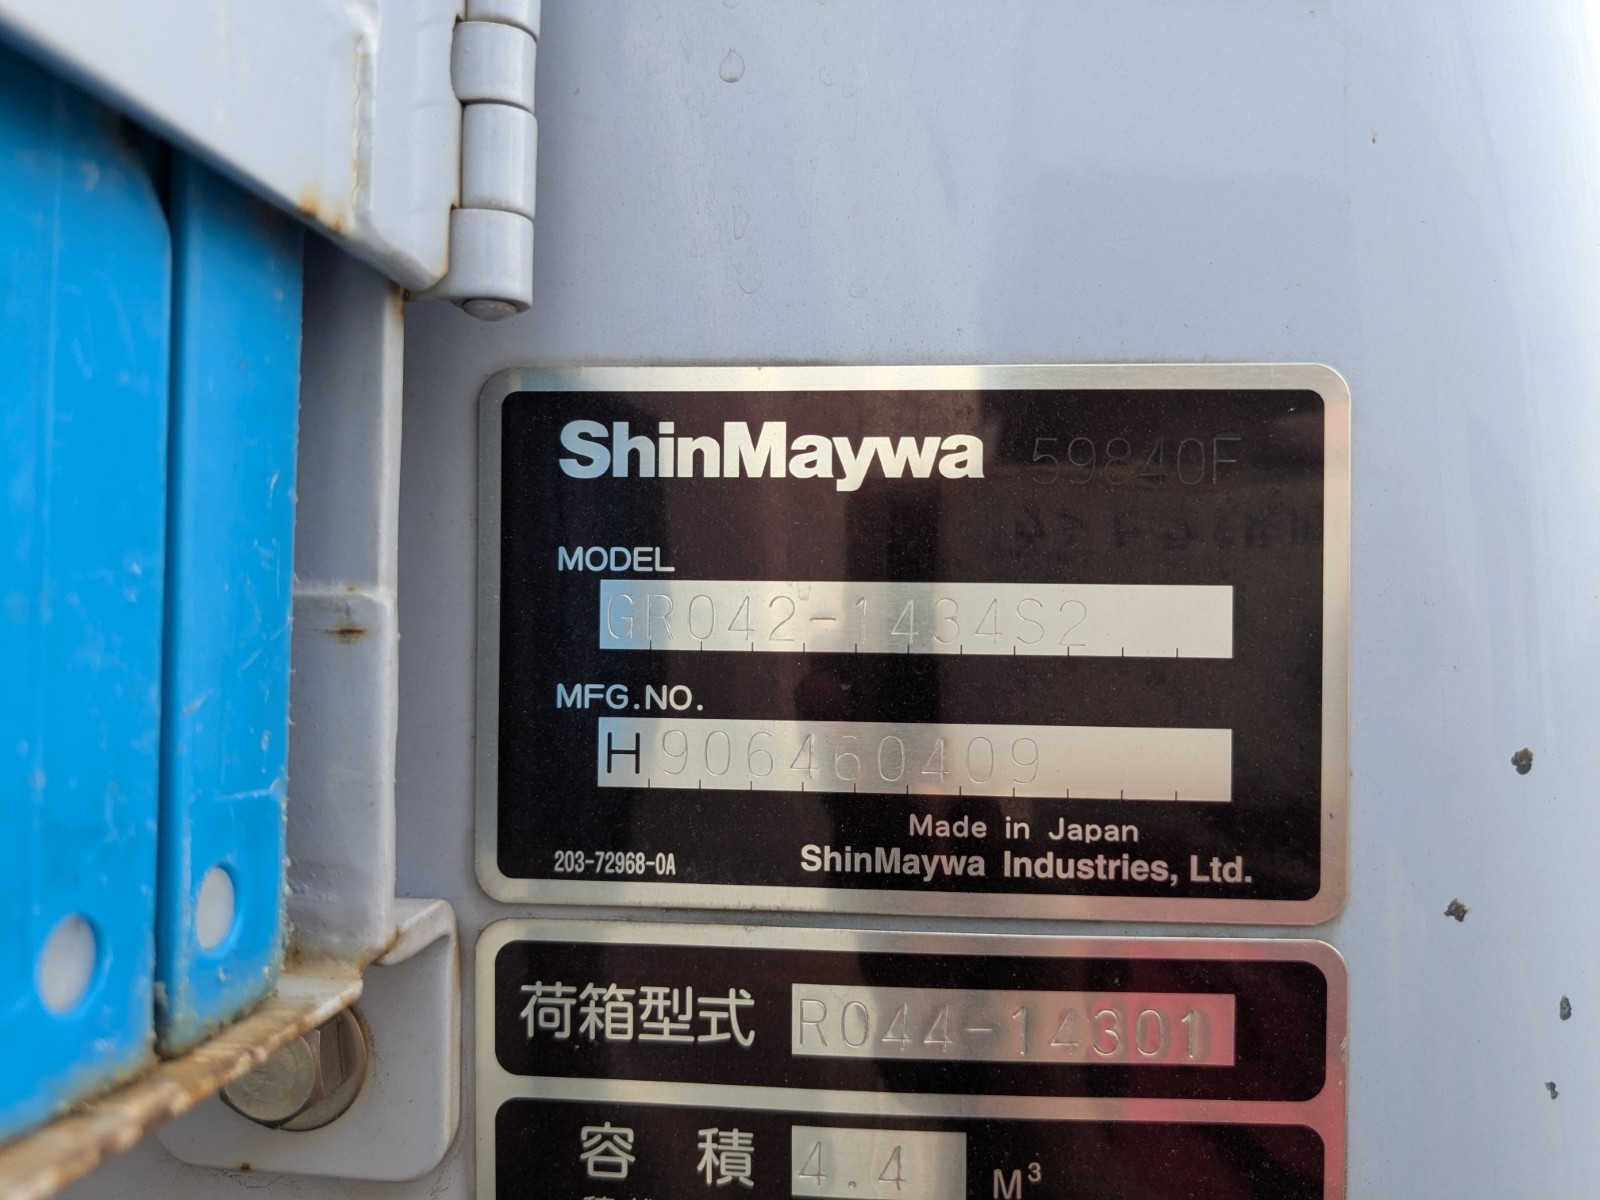 ShinMaywa 59840F
MODEL
GR042-1434S2
MFG.NO.
H906460409
Made in Japan
203-72968-0A ShinMaywa Industries, Ltd.
荷箱型式 R044-14301
容積 4.4 M³